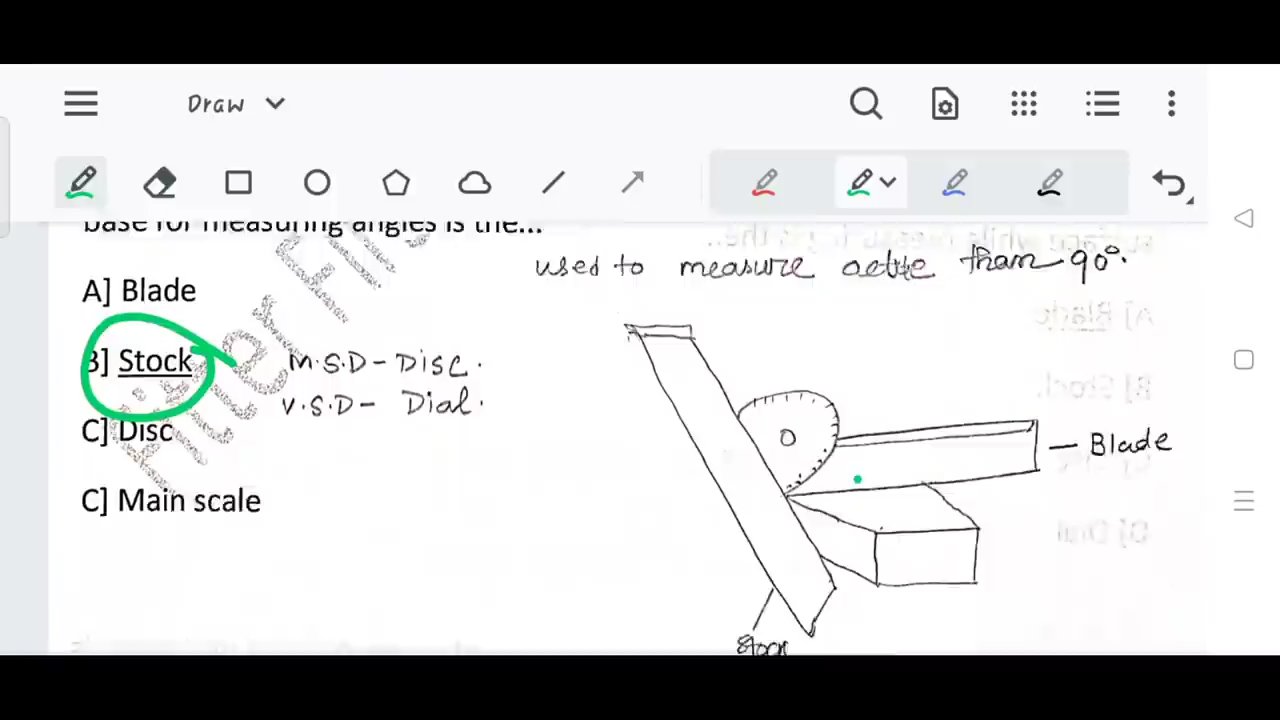 Draw
base for measuring angles is the...
used to measure acute than 90°.
A] Blade
B] Stock
M.S.D - Disc.
V.S.D - Dial.
C] Disc
Blade
C] Main scale
Stock
Fitter